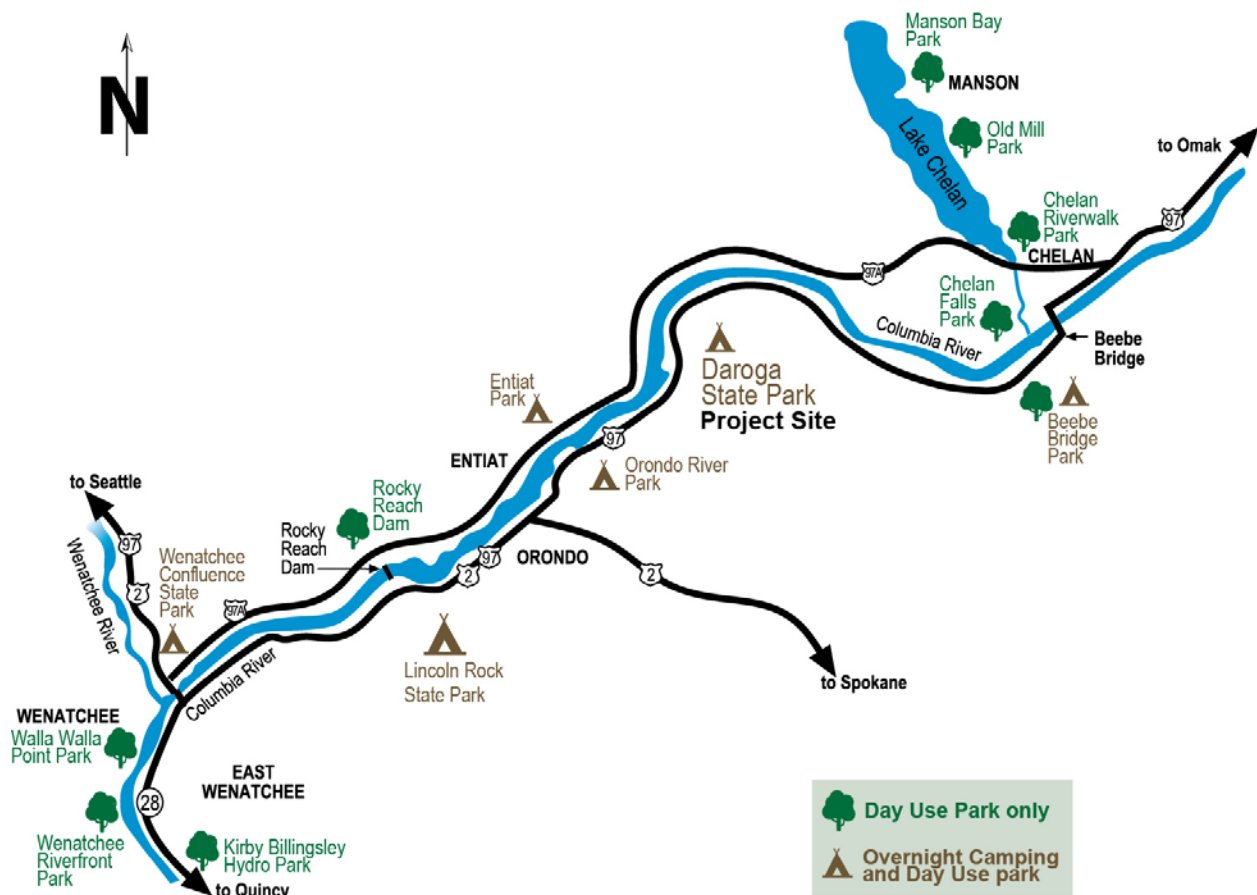 N
Manson Bay
Park
MANSON
Old Mill
Park
Lake Chelan
to Omak
97
Chelan
Riverwalk
Park
CHELAN
97A
Chelan
Falls
Park
Columbia River
Beebe
Bridge
Beebe
Bridge
Park
Daroga
State Park
Project Site
Entiat
Park
97
ENTIAT
Orondo River
Park
to Seattle
Rocky
Reach
Dam
Rocky
Reach
Dam
97
2
ORONDO
2
to Spokane
97
2
Wenatchee River
Wenatchee
Confluence
State
Park
97A
Columbia River
Lincoln Rock
State Park
WENATCHEE
Walla Walla
Point Park
EAST
WENATCHEE
28
Wenatchee
Riverfront
Park
Kirby Billingsley
Hydro Park
to Quincy
Day Use Park only
Overnight Camping
and Day Use park